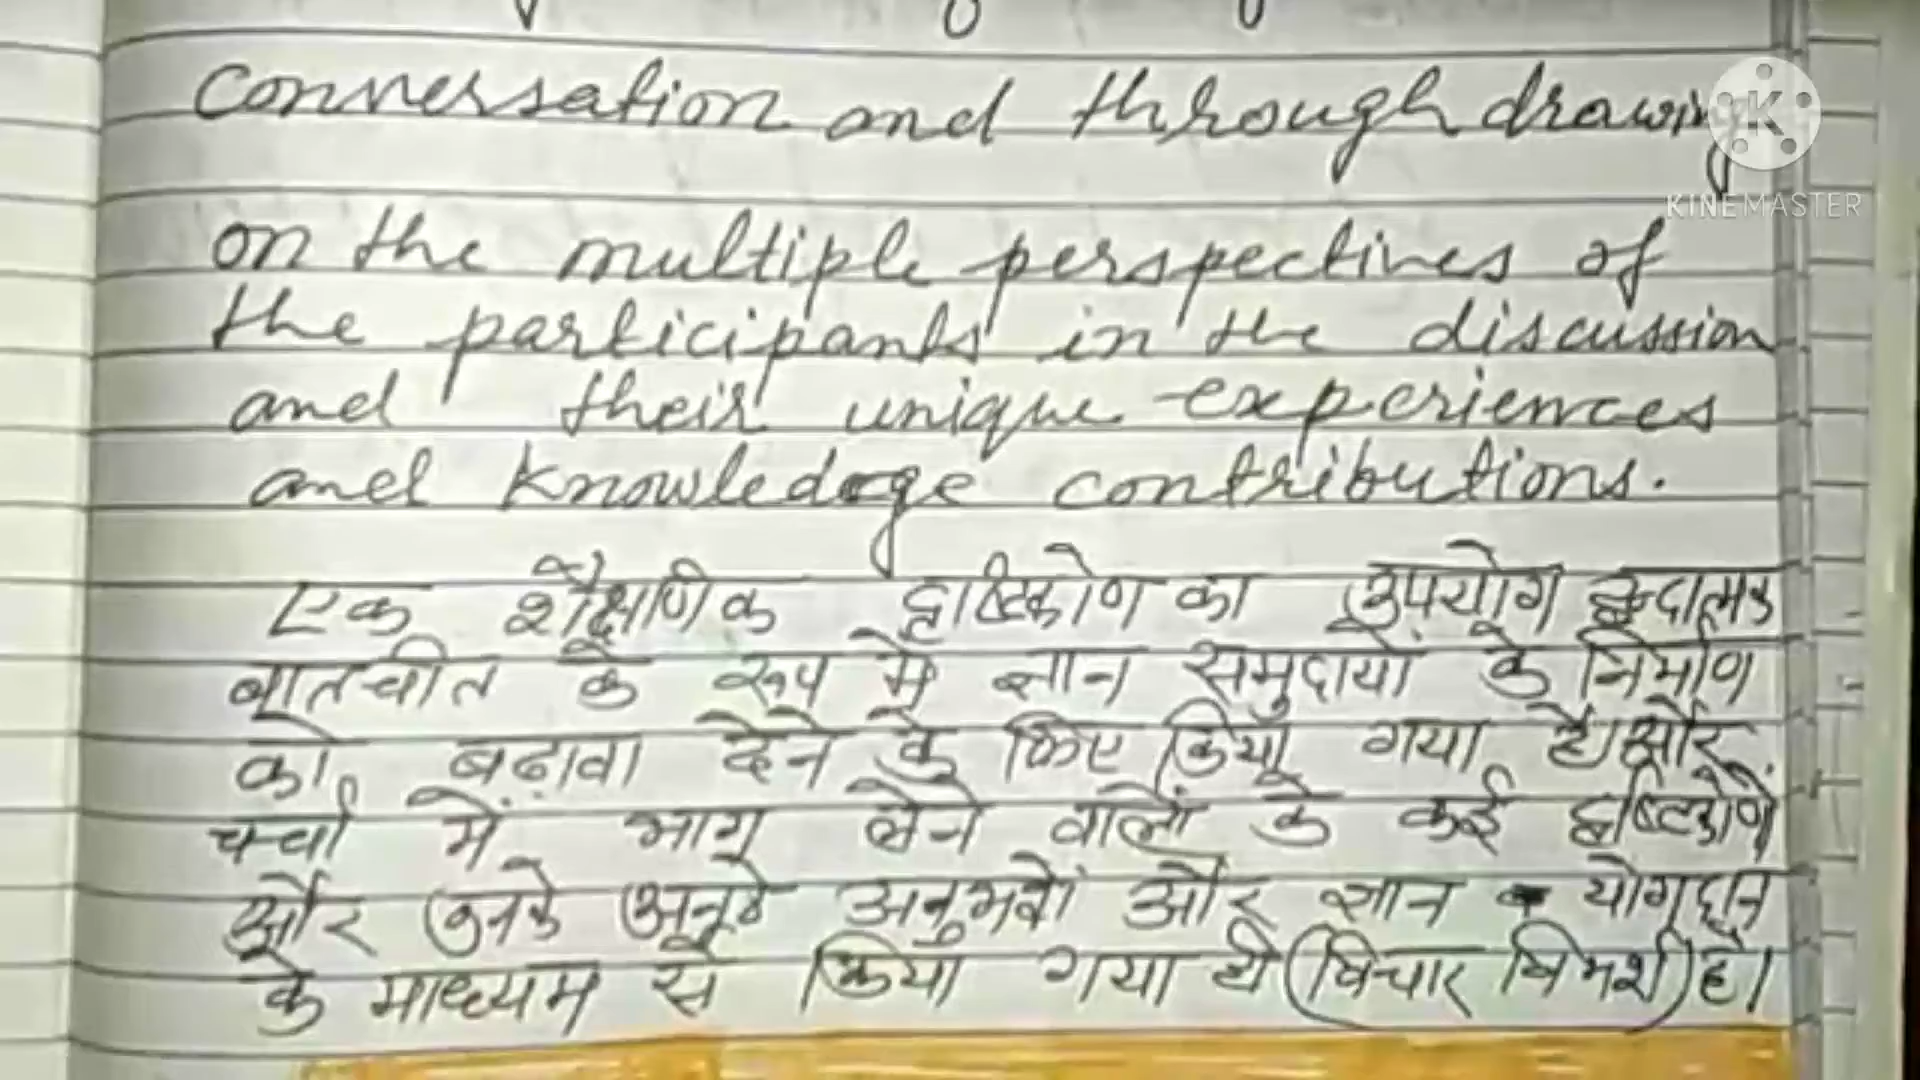 conversation and through drawing
K
KINEMASTER
on the multiple perspectives of
the participants in the discussion
and their unique experiences
and knowledge contributions.
एक शैक्षणिक दृष्टिकोण का उपयोग द्वन्दात्मक
बातचीत के रूप में ज्ञान समुदायों के निर्माण
को बढ़ावा देने के लिए किया गया है। और
चर्चा में भाग लेने वालों के कई दृष्टिकोणों
और उनके अनूठे अनुभवों और ज्ञान योगदान
के माध्यम से किया गया ये (विचार विमर्श) है।